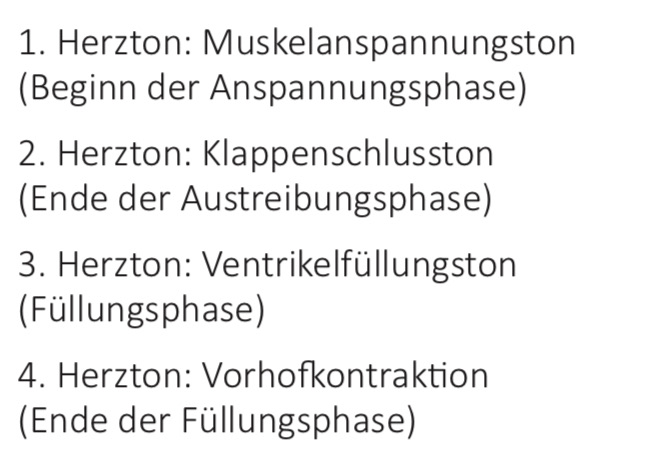 1. Herzton: Muskelanspannungston
(Beginn der Anspannungsphase)
2. Herzton: Klappenschlusston
(Ende der Austreibungsphase)
3. Herzton: Ventrikelfüllungston
(Füllungsphase)
4. Herzton: Vorhofkontraktion
(Ende der Füllungsphase)